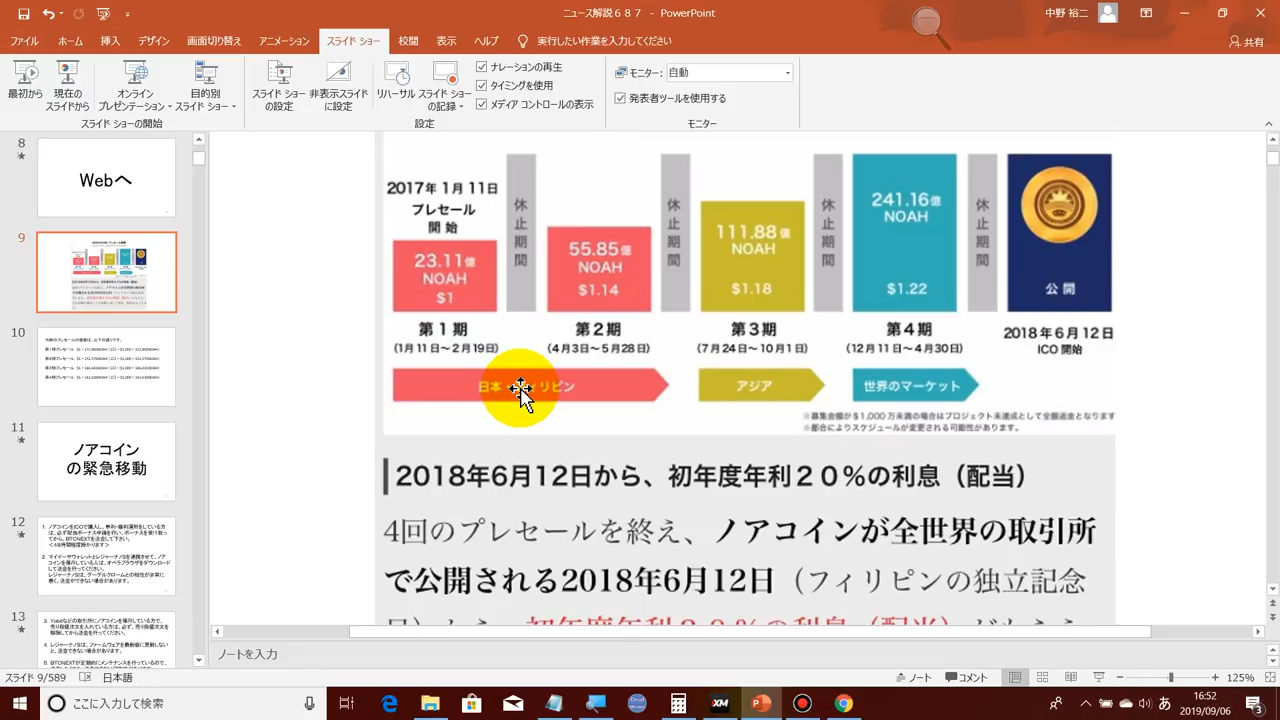 ニュース解説６８７ - PowerPoint
中野 裕二
ファイル ホーム 挿入 デザイン 画面切り替え アニメーション スライド ショー 校閲 表示 ヘルプ 実行したい作業を入力してください 共有
最初から
現在の
スライドから
オンライン
プレゼンテーション
目的別
スライド ショー
スライド ショーの開始
スライド ショー
の設定
非表示スライド
に設定
リハーサル
スライド ショー
の記録
ナレーションの再生
タイミングを使用
メディア コントロールの表示
設定
モニター: 自動
発表者ツールを使用する
モニター
8
Webへ
9
10
11
ノアコイン
の緊急移動
12
13
2017年1月11日
プレセール
開始
23.11億
NOAH
$1
休止期間
55.85億
NOAH
$1.14
休止期間
111.88億
NOAH
$1.18
休止期間
241.16億
NOAH
$1.22
休止期間
公開
第1期
(1月11日〜2月19日)
第2期
(4月3日〜5月28日)
第3期
(7月24日〜10月1日)
第4期
(12月11日〜4月30日)
2018年6月12日
ICO開始
日本・フィリピン
アジア
世界のマーケット
※募集金額が$1,000万未満の場合はプロジェクト未達成として全額返金となります
※都合によりスケジュールが変更される可能性があります。
2018年6月12日から、初年度年利２０％の利息（配当）
4回のプレセールを終え、ノアコインが全世界の取引所
で公開される2018年6月12日（フィリピンの独立記念
ノートを入力
スライド 9/589 日本語 ノート コメント 125%
ここに入力して検索
XM
あ
16:52
2019/09/06
3